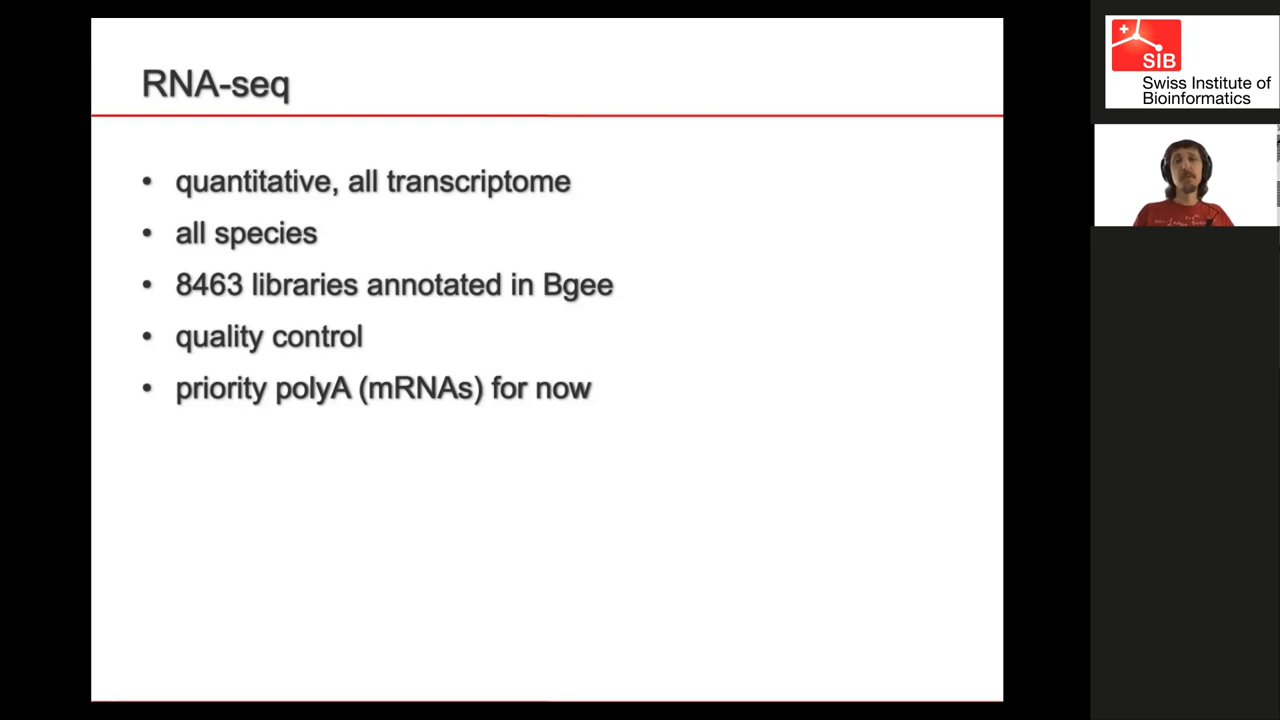 RNA-seq
• quantitative, all transcriptome
• all species
• 8463 libraries annotated in Bgee
• quality control
• priority polyA (mRNAs) for now
SIB
Swiss Institute of
Bioinformatics